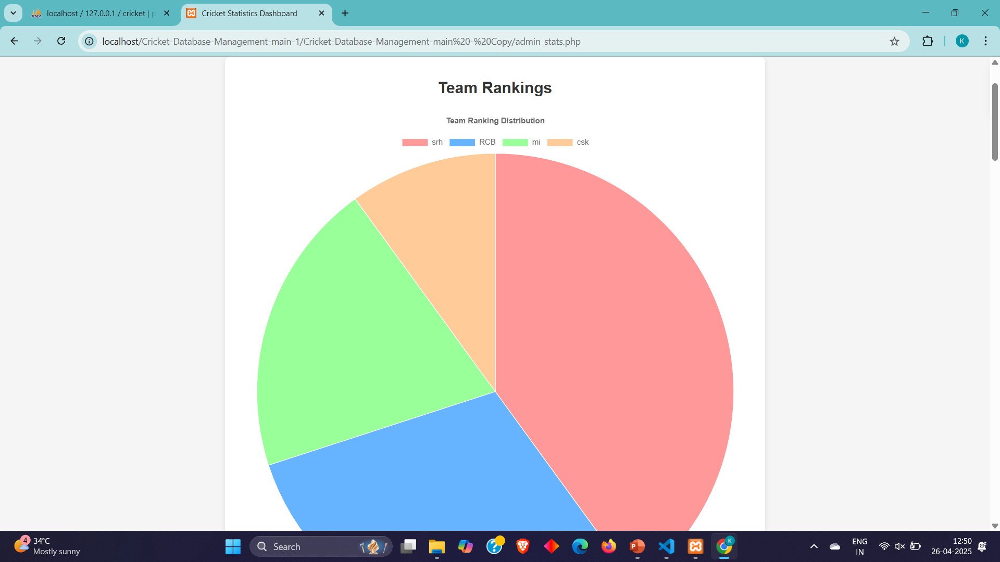 localhost / 127.0.0.1 / cricket | p
Cricket Statistics Dashboard
localhost/Cricket-Database-Management-main-1/Cricket-Database-Management-main%20-%20Copy/admin_stats.php
K
Team Rankings
Team Ranking Distribution
srh RCB mi csk
4
34°C
Mostly sunny
Search
K
ENG
IN
12:50
26-04-2025